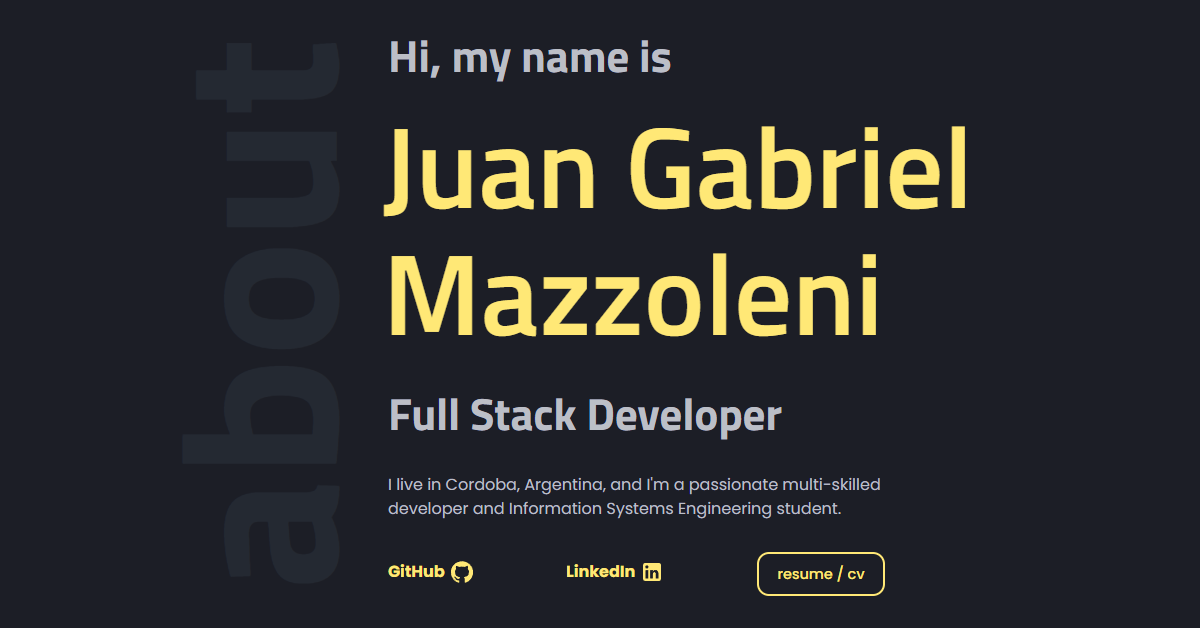 about
Hi, my name is
Juan Gabriel
Mazzoleni
Full Stack Developer
I live in Cordoba, Argentina, and I'm a passionate multi-skilled
developer and Information Systems Engineering student.
GitHub LinkedIn resume / cv